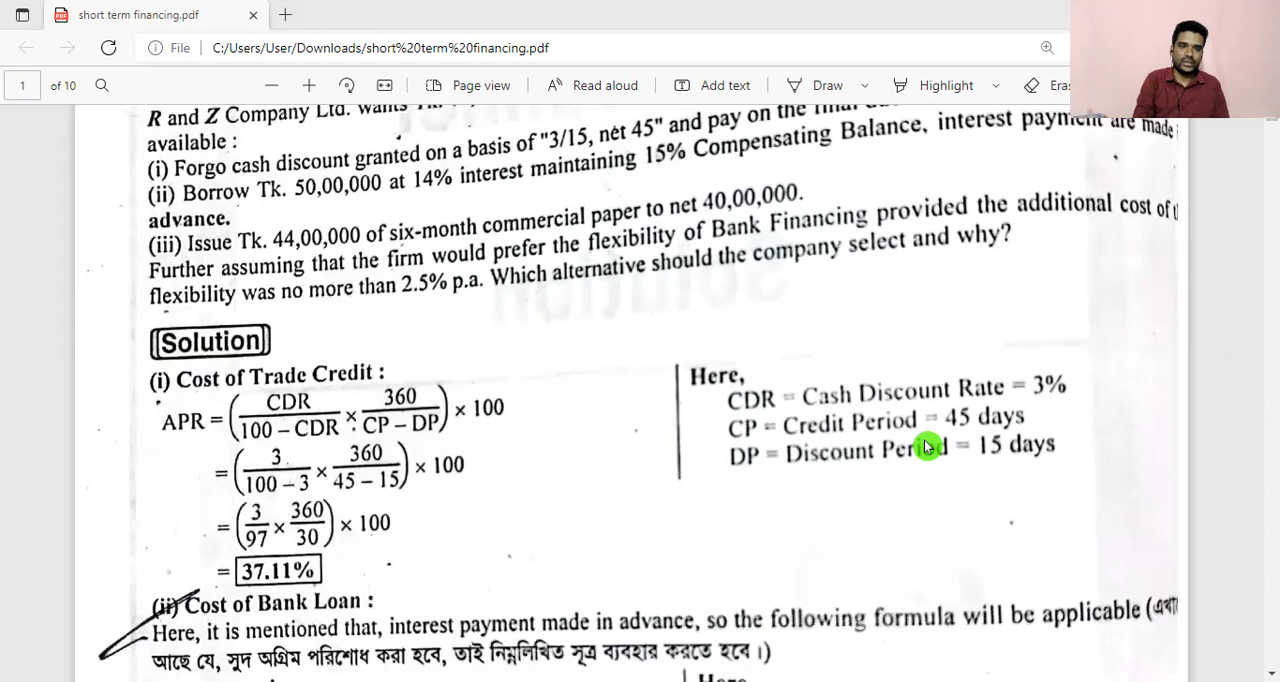 short term financing.pdf
File
C:/Users/User/Downloads/short%20term%20financing.pdf
1 of 10
Page view
Read aloud
Add text
Draw
Highlight
R and Z Company Ltd. wants
available :
(i) Forgo cash discount granted on a basis of "3/15, net 45" and pay on the final
(ii) Borrow Tk. 50,00,000 at 14% interest maintaining 15% Compensating Balance, interest payment are made
advance.
(iii) Issue Tk. 44,00,000 of six-month commercial paper to net 40,00,000.
Further assuming that the firm would prefer the flexibility of Bank Financing provided the additional cost of
flexibility was no more than 2.5% p.a. Which alternative should the company select and why?
Solution
(i) Cost of Trade Credit :
APR = (CDR / 100 – CDR × 360 / CP – DP) × 100
= (3 / 100 – 3 × 360 / 45 – 15) × 100
= (3 / 97 × 360 / 30) × 100
= 37.11%
Here,
CDR = Cash Discount Rate = 3%
CP = Credit Period = 45 days
DP = Discount Period = 15 days
(ii) Cost of Bank Loan :
Here, it is mentioned that, interest payment made in advance, so the following formula will be applicable
আছে যে, সুদ অগ্রিম পরিশোধ করা হবে, তাই নিম্নলিখিত সূত্র ব্যবহার করতে হবে।)